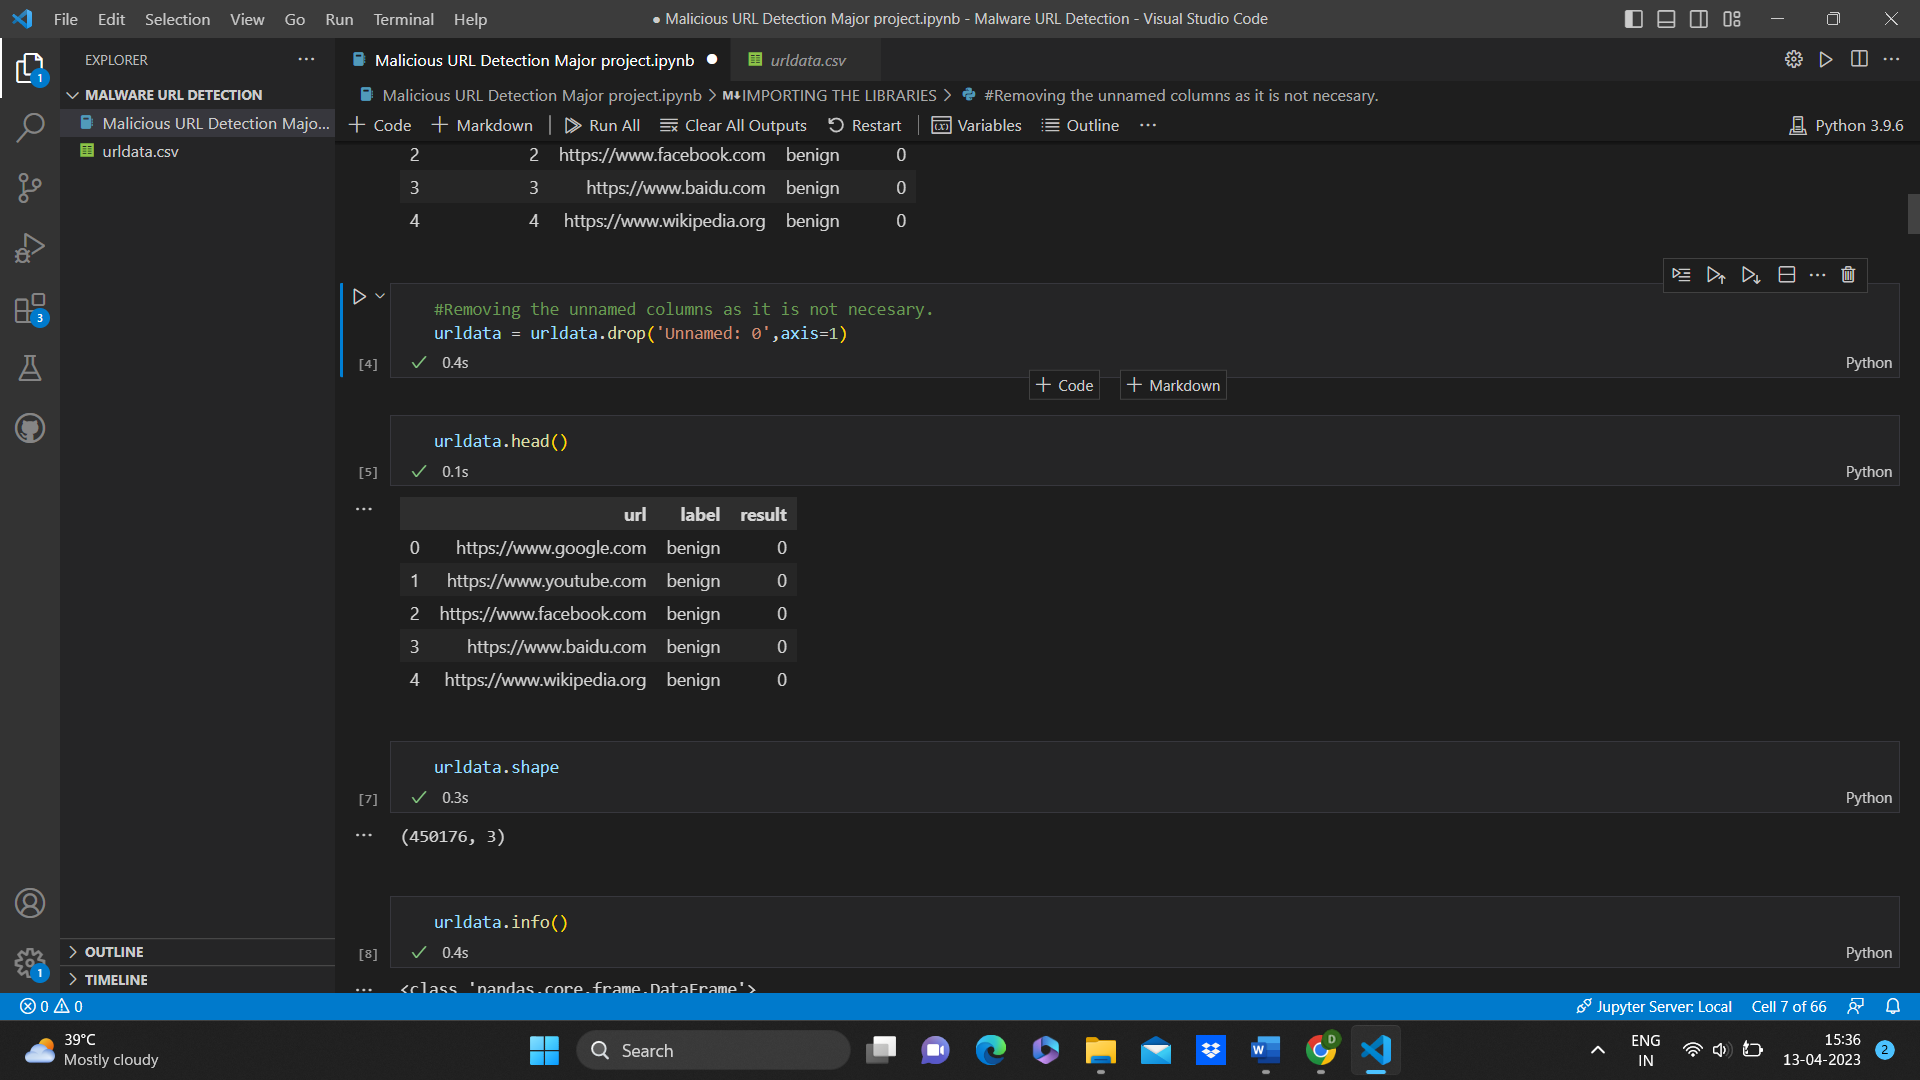 File Edit Selection View Go Run Terminal Help
● Malicious URL Detection Major project.ipynb - Malware URL Detection - Visual Studio Code
EXPLORER
MALWARE URL DETECTION
Malicious URL Detection Majo...
urldata.csv
OUTLINE
TIMELINE
1
3
1
Malicious URL Detection Major project.ipynb
urldata.csv
Malicious URL Detection Major project.ipynb > M↓IMPORTING THE LIBRARIES > #Removing the unnamed columns as it is not necesary.
+ Code + Markdown | Run All Clear All Outputs Restart | Variables Outline ... Python 3.9.6
2 2 https://www.facebook.com benign 0
3 3 https://www.baidu.com benign 0
4 4 https://www.wikipedia.org benign 0
#Removing the unnamed columns as it is not necesary.
urldata = urldata.drop('Unnamed: 0',axis=1)
[4] 0.4s Python
+ Code + Markdown
urldata.head()
[5] 0.1s Python
url label result
0 https://www.google.com benign 0
1 https://www.youtube.com benign 0
2 https://www.facebook.com benign 0
3 https://www.baidu.com benign 0
4 https://www.wikipedia.org benign 0
urldata.shape
[7] 0.3s Python
(450176, 3)
urldata.info()
[8] 0.4s Python
<class 'pandas.core.frame.DataFrame'>
0 0 Jupyter Server: Local Cell 7 of 66
39°C
Mostly cloudy
Search
W
D
ENG
IN
15:36
13-04-2023
2